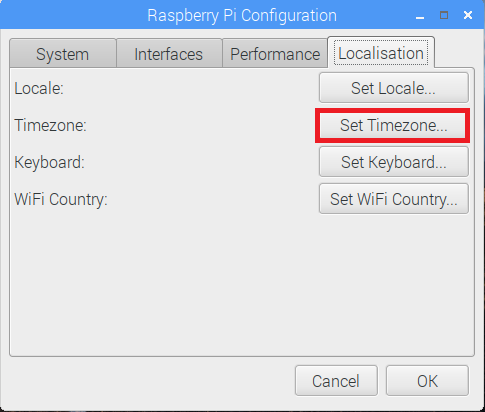 Raspberry Pi Configuration
System Interfaces Performance Localisation
Locale: Set Locale...
Timezone: Set Timezone...
Keyboard: Set Keyboard...
WiFi Country: Set WiFi Country...
Cancel OK